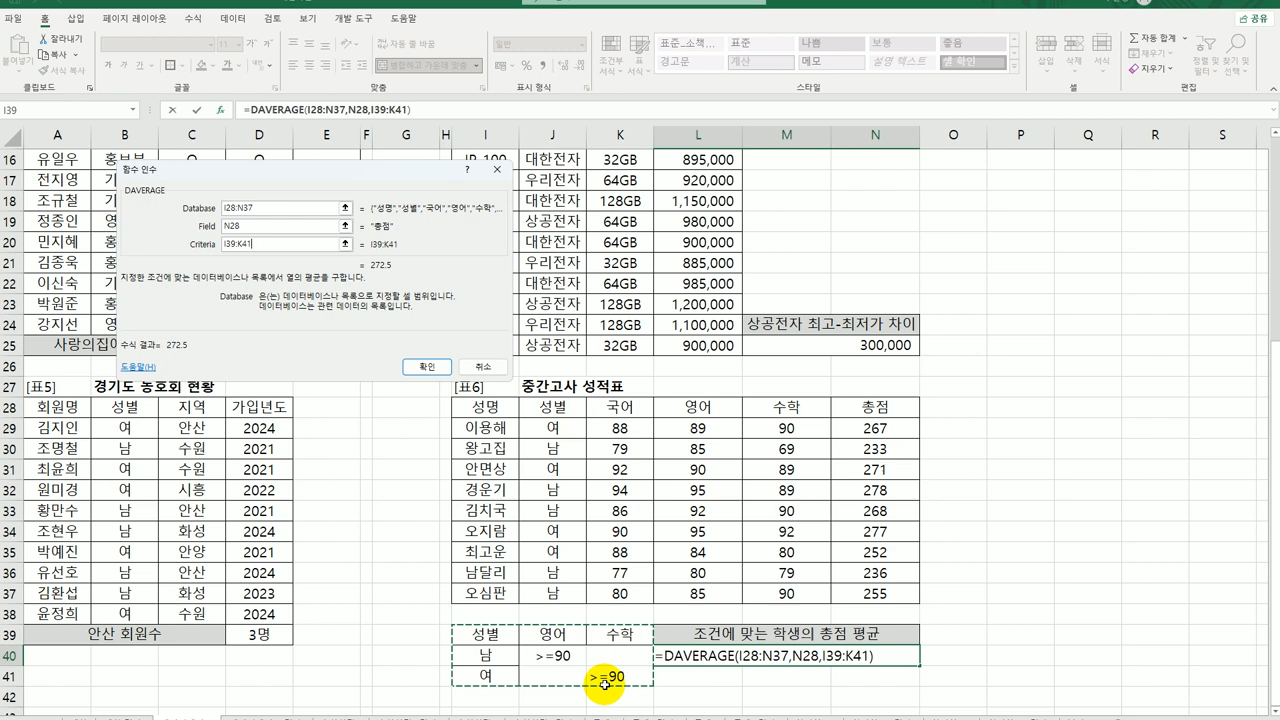 파일 홈 삽입 페이지 레이아웃 수식 데이터 검토 보기 개발 도구 도움말 공유
잘라내기
복사
서식 복사
붙여넣기
클립보드
11
자동 줄 바꿈
병합하고 가운데 맞춤
맞춤
일반
표시 형식
조건부 서식
표 서식
표준_소책... 표준 나쁨 보통 좋음
경고문 계산 메모 설명 텍스트 셀 확인
스타일
삽입 삭제 서식
셀
자동 합계
채우기
지우기
정렬 및 필터
찾기 및 선택
편집
I39 =DAVERAGE(I28:N37,N28,I39:K41)
A B C D E F G H I J K L M N O P Q R S
16 유일우 대한전자 32GB 895,000
17 전지영 우리전자 64GB 920,000
18 조규철 우리전자 128GB 1,150,000
19 정종인 상공전자 64GB 980,000
20 민지혜 대한전자 64GB 900,000
21 김종욱 우리전자 32GB 885,000
22 이신숙 대한전자 64GB 985,000
23 박원준 상공전자 128GB 1,200,000
24 강지선 우리전자 128GB 1,100,000 상공전자 최고-최저가 차이
25 사랑의집 상공전자 32GB 900,000 300,000
26
함수 인수 ?
DAVERAGE
Database I28:N37 = {"성명","성별","국어","영어","수학",...
Field N28 = "총점"
Criteria I39:K41 = I39:K41
= 272.5
지정한 조건에 맞는 데이터베이스나 목록에서 열의 평균을 구합니다.
Database 은(는) 데이터베이스나 목록으로 지정할 셀 범위입니다.
데이터베이스는 관련 데이터의 목록입니다.
수식 결과= 272.5
도움말(H) 확인 취소
27 [표5] 경기도 동호회 현황 [표6] 중간고사 성적표
28 회원명 성별 지역 가입년도 성명 성별 국어 영어 수학 총점
29 김지인 여 안산 2024 이용해 여 88 89 90 267
30 조명철 남 수원 2021 왕고집 남 79 85 69 233
31 최윤희 여 수원 2021 안면상 여 92 90 89 271
32 원미경 여 시흥 2022 경운기 남 94 95 89 278
33 황만수 남 안산 2021 김치국 남 86 92 90 268
34 조현우 남 화성 2024 오지람 여 90 95 92 277
35 박예진 여 안양 2021 최고운 여 88 84 80 252
36 유선호 남 안산 2024 남달리 남 77 80 79 236
37 김환섭 남 화성 2023 오심판 남 80 85 90 255
38 윤정희 여 수원 2024
39 안산 회원수 3명 성별 영어 수학 조건에 맞는 학생의 총점 평균
40 남 >=90 =DAVERAGE(I28:N37,N28,I39:K41)
41 여 >=90
42